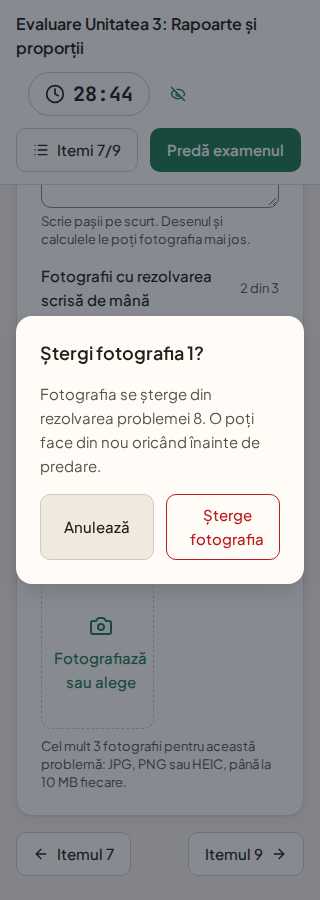 Evaluare Unitatea 3: Rapoarte și
proporții
28:44
Itemi 7/9
Predă examenul
Scrie pașii pe scurt. Desenul și
calculele le poți fotografia mai jos.
Fotografii cu rezolvarea
scrisă de mână
2 din 3
Ștergi fotografia 1?
Fotografia se șterge din
rezolvarea problemei 8. O poți
face din nou oricând înainte de
predare.
Anulează
Șterge
fotografia
Fotografiază
sau alege
Cel mult 3 fotografii pentru această
problemă: JPG, PNG sau HEIC, până la
10 MB fiecare.
Itemul 7
Itemul 9